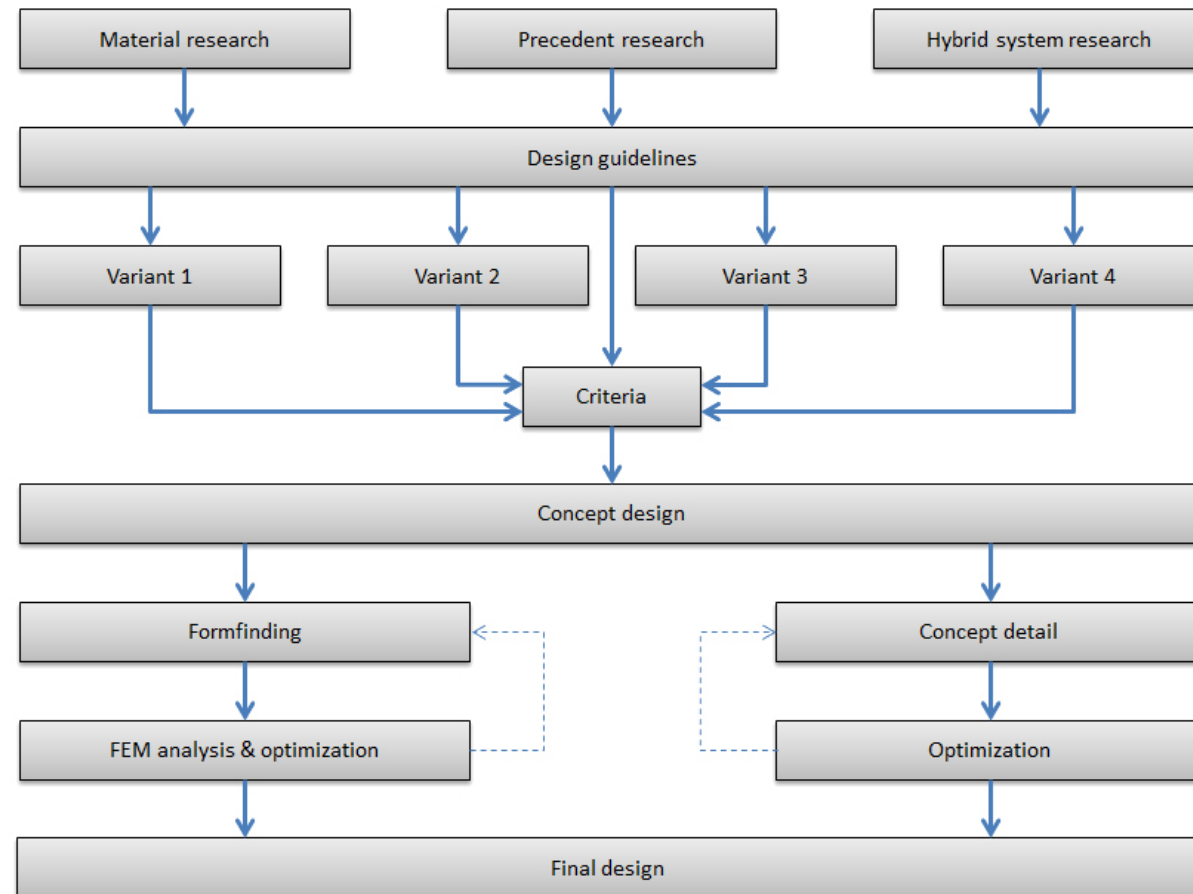 Material research
Precedent research
Hybrid system research
Design guidelines
Variant 1
Variant 2
Variant 3
Variant 4
Criteria
Concept design
Formfinding
Concept detail
FEM analysis & optimization
Optimization
Final design